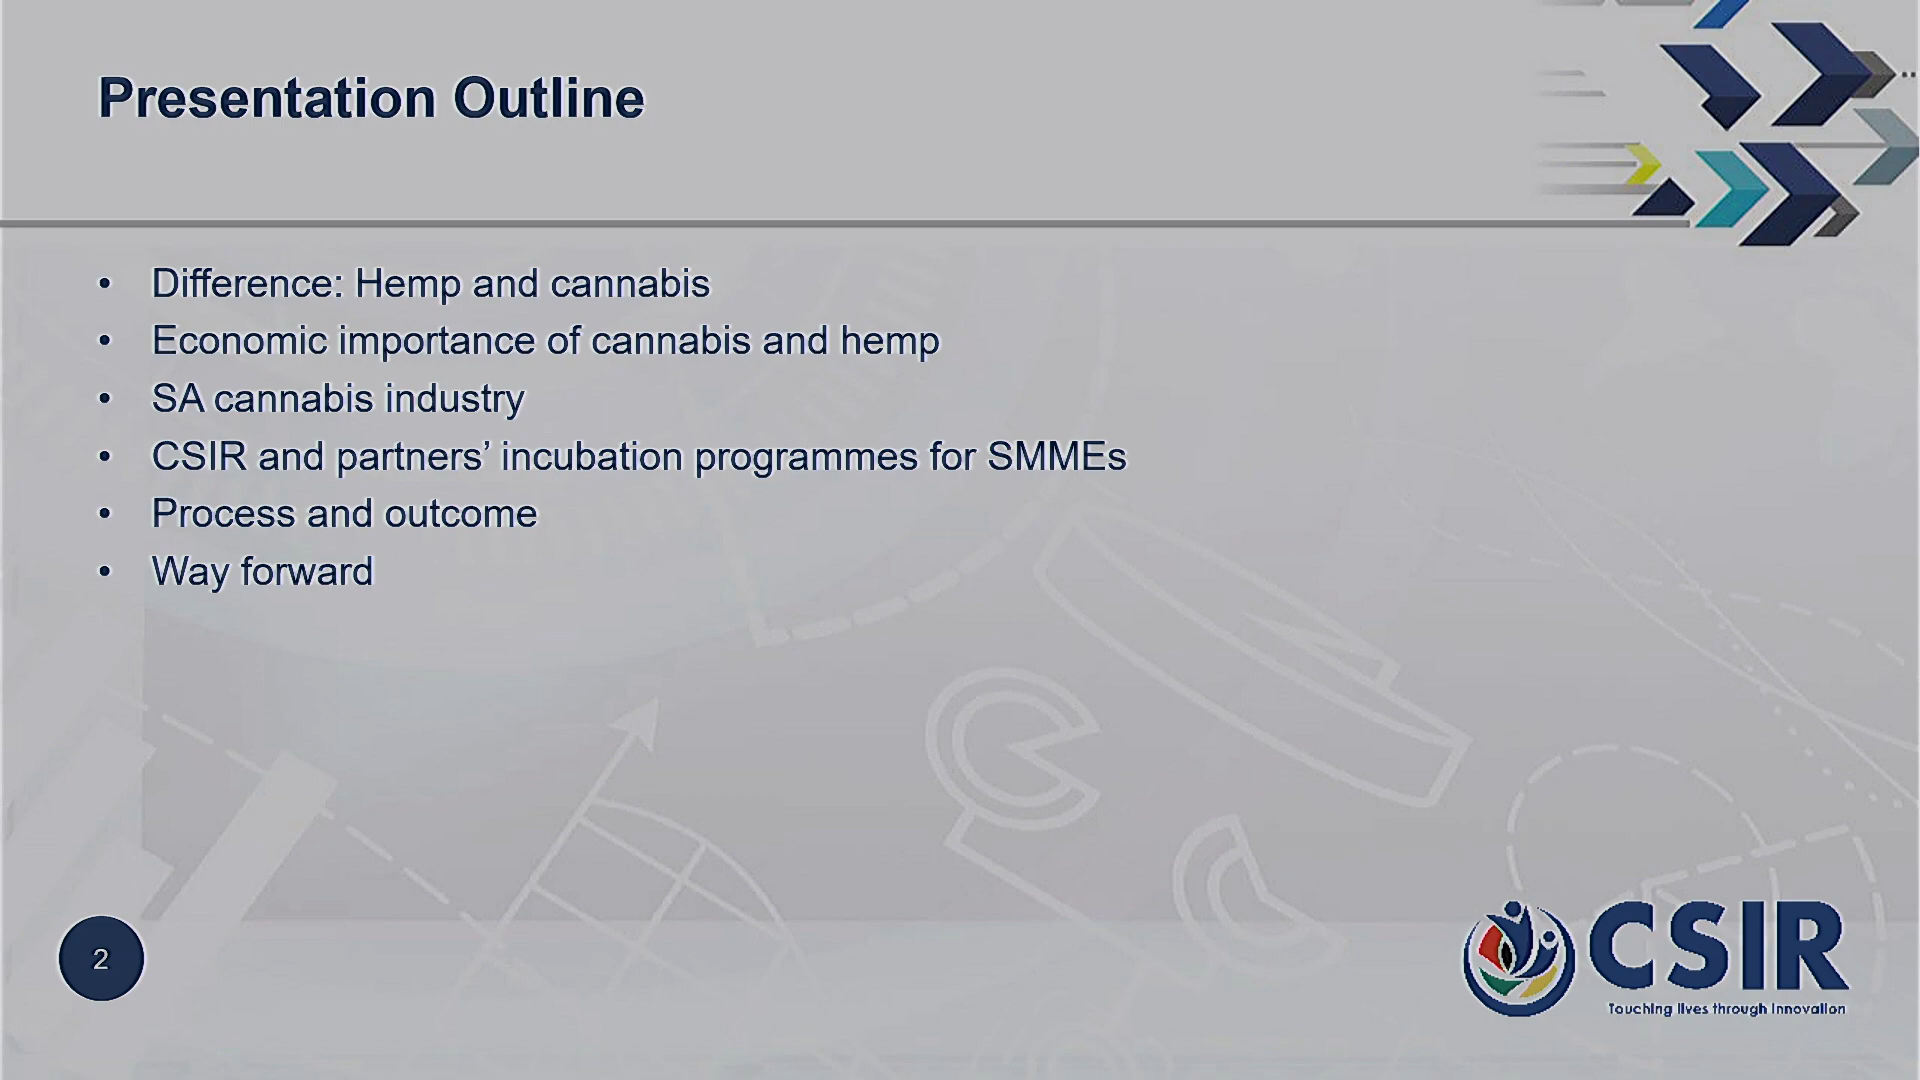 Presentation Outline
• Difference: Hemp and cannabis
• Economic importance of cannabis and hemp
• SA cannabis industry
• CSIR and partners’ incubation programmes for SMMEs
• Process and outcome
• Way forward
2
CSIR
Touching lives through innovation